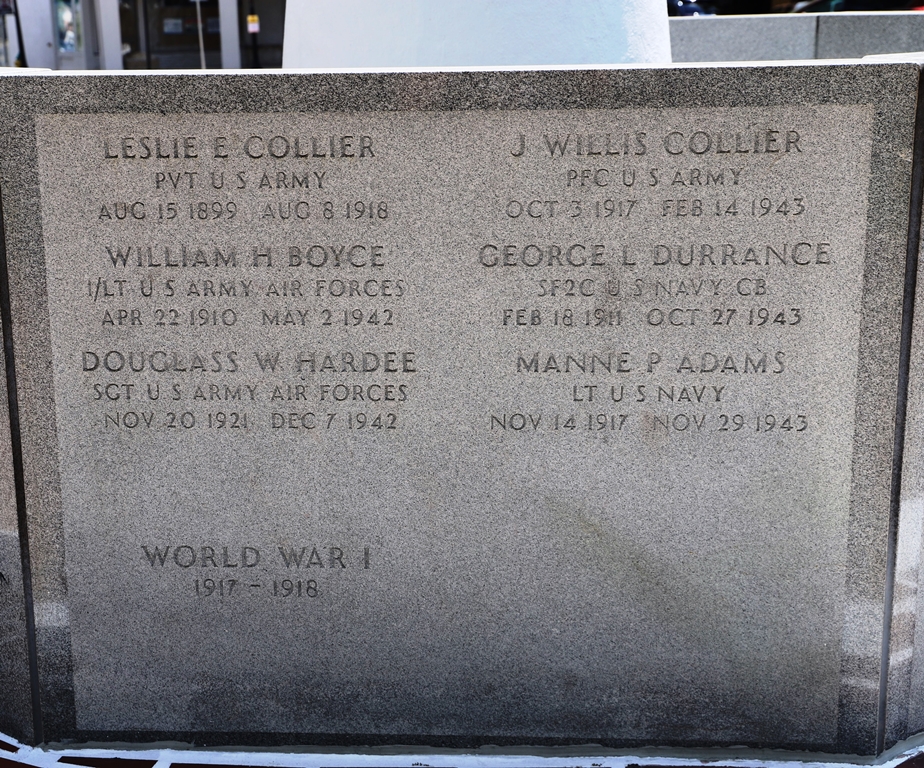 LESLIE E COLLIER
PVT U S ARMY
AUG 15 1899 AUG 8 1918
WILLIAM H BOYCE
1/LT U S ARMY AIR FORCES
APR 22 1910 MAY 2 1942
DOUGLASS W HARDEE
SGT U S ARMY AIR FORCES
NOV 20 1921 DEC 7 1942
WORLD WAR I
1917 - 1918
J WILLIS COLLIER
PFC U S ARMY
OCT 3 1917 FEB 14 1943
GEORGE L DURRANCE
SF2C U S NAVY CB
FEB 18 1911 OCT 27 1943
MANNE P ADAMS
LT U S NAVY
NOV 14 1917 NOV 29 1943